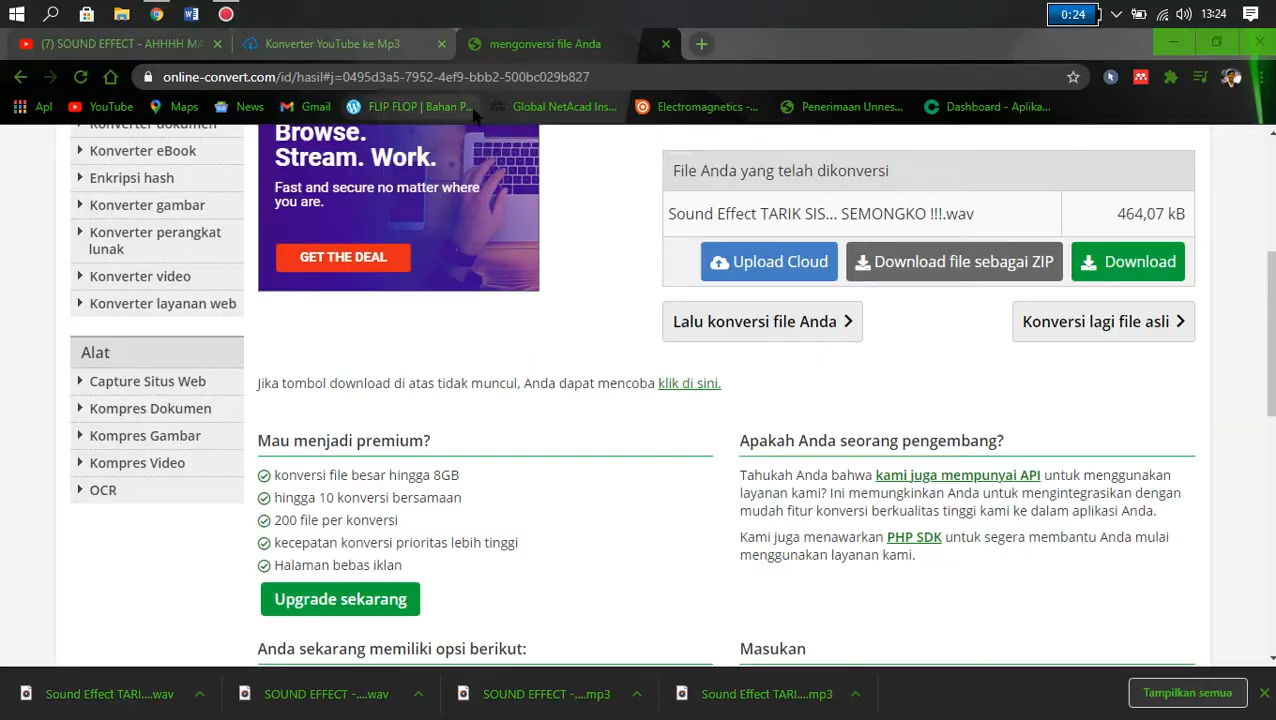 0:24
13:24
(7) SOUND EFFECT - AHHHH MA
Konverter YouTube ke Mp3
mengonversi file Anda
online-convert.com/id/hasil#j=0495d3a5-7952-4ef9-bbb2-500bc029b827
Apl
YouTube
Maps
News
Gmail
FLIP FLOP | Bahan P...
Global NetAcad Ins...
Electromagnetics -...
Penerimaan Unnes...
Dashboard - Aplika...
Konverter dokumen
Konverter eBook
Enkripsi hash
Konverter gambar
Konverter perangkat
lunak
Konverter video
Konverter layanan web
Alat
Capture Situs Web
Kompres Dokumen
Kompres Gambar
Kompres Video
OCR
Browse.
Stream. Work.
Fast and secure no matter where
you are.
GET THE DEAL
File Anda yang telah dikonversi
Sound Effect TARIK SIS... SEMONGKO !!!.wav
464,07 kB
Upload Cloud
Download file sebagai ZIP
Download
Lalu konversi file Anda
Konversi lagi file asli
Jika tombol download di atas tidak muncul, Anda dapat mencoba klik di sini.
Mau menjadi premium?
konversi file besar hingga 8GB
hingga 10 konversi bersamaan
200 file per konversi
kecepatan konversi prioritas lebih tinggi
Halaman bebas iklan
Upgrade sekarang
Apakah Anda seorang pengembang?
Tahukah Anda bahwa kami juga mempunyai API untuk menggunakan
layanan kami? Ini memungkinkan Anda untuk mengintegrasikan dengan
mudah fitur konversi berkualitas tinggi kami ke dalam aplikasi Anda.
Kami juga menawarkan PHP SDK untuk segera membantu Anda mulai
menggunakan layanan kami.
Anda sekarang memiliki opsi berikut:
Masukan
Sound Effect TARI....wav
SOUND EFFECT -....wav
SOUND EFFECT -....mp3
Sound Effect TARI....mp3
Tampilkan semua